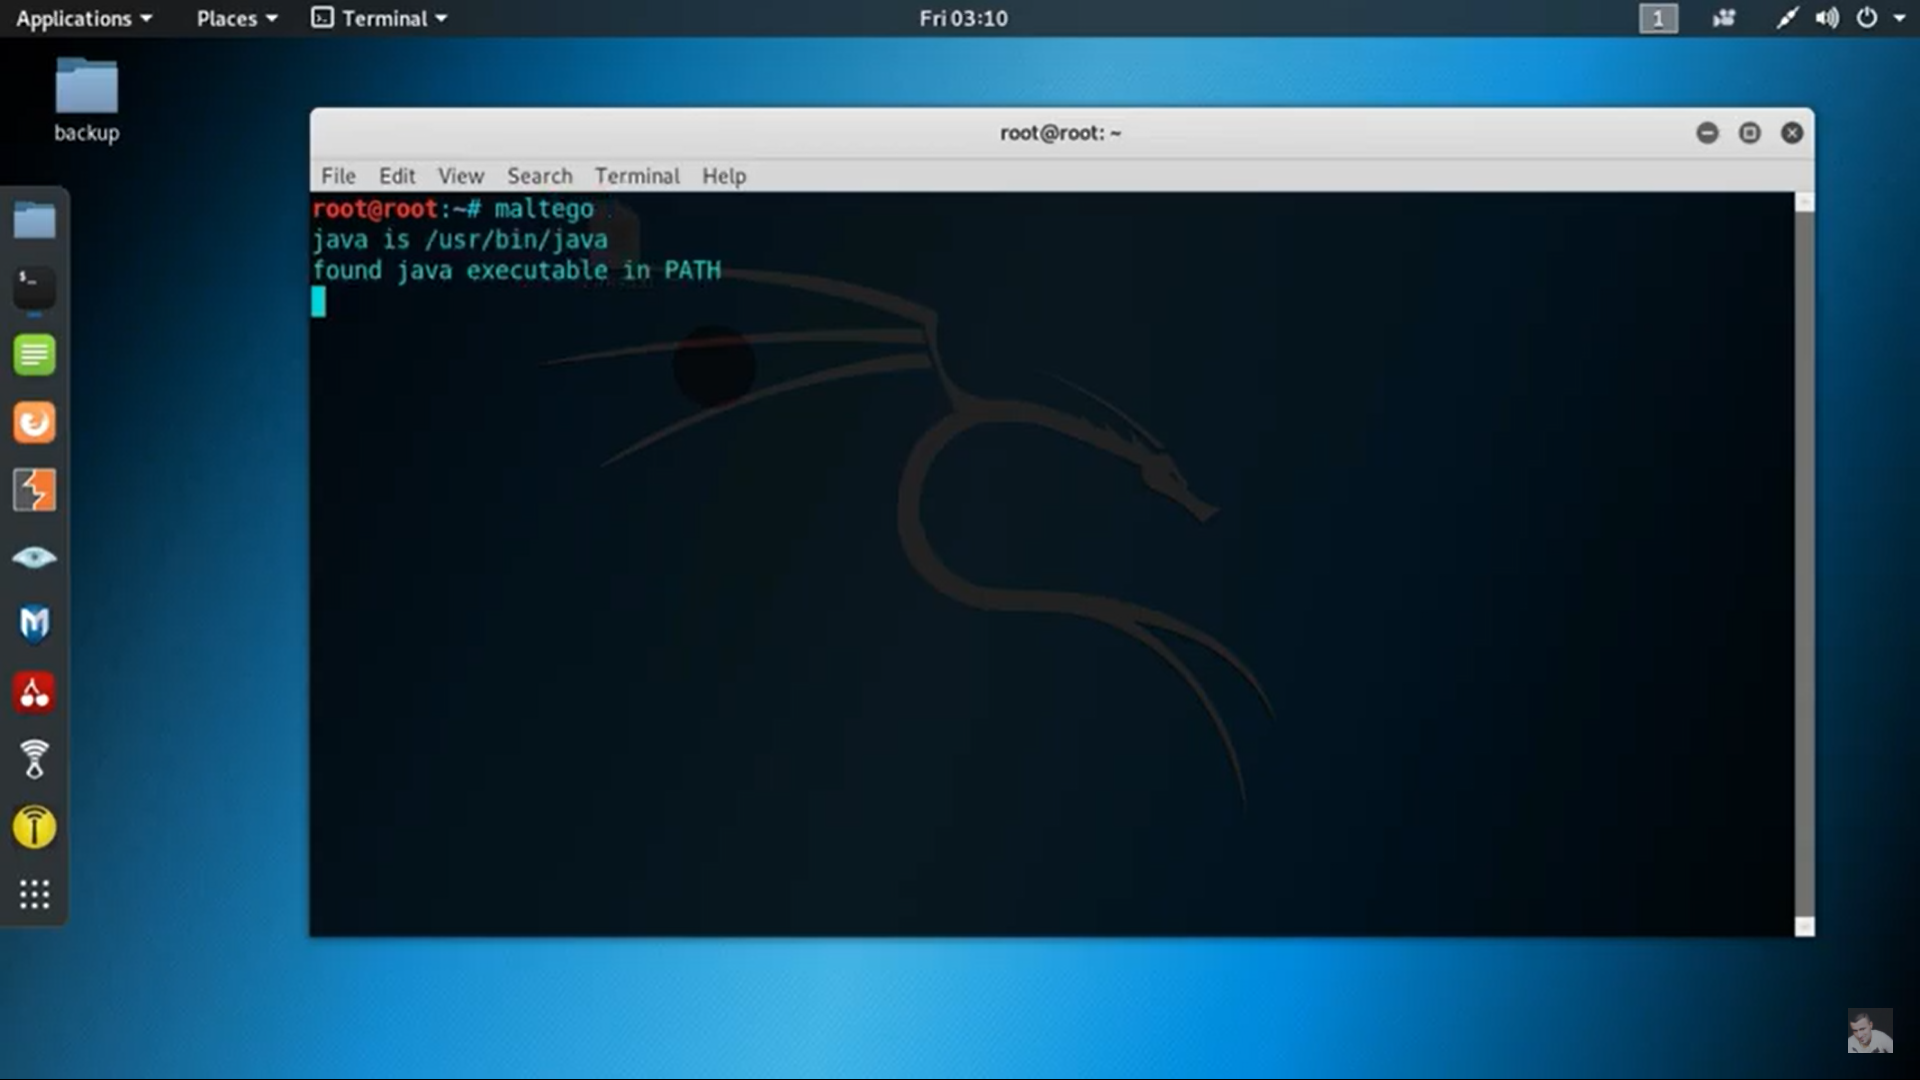 Applications Places Terminal Fri 03:10 1
backup
root@root: ~
File Edit View Search Terminal Help
root@root:~# maltego
java is /usr/bin/java
found java executable in PATH
$_